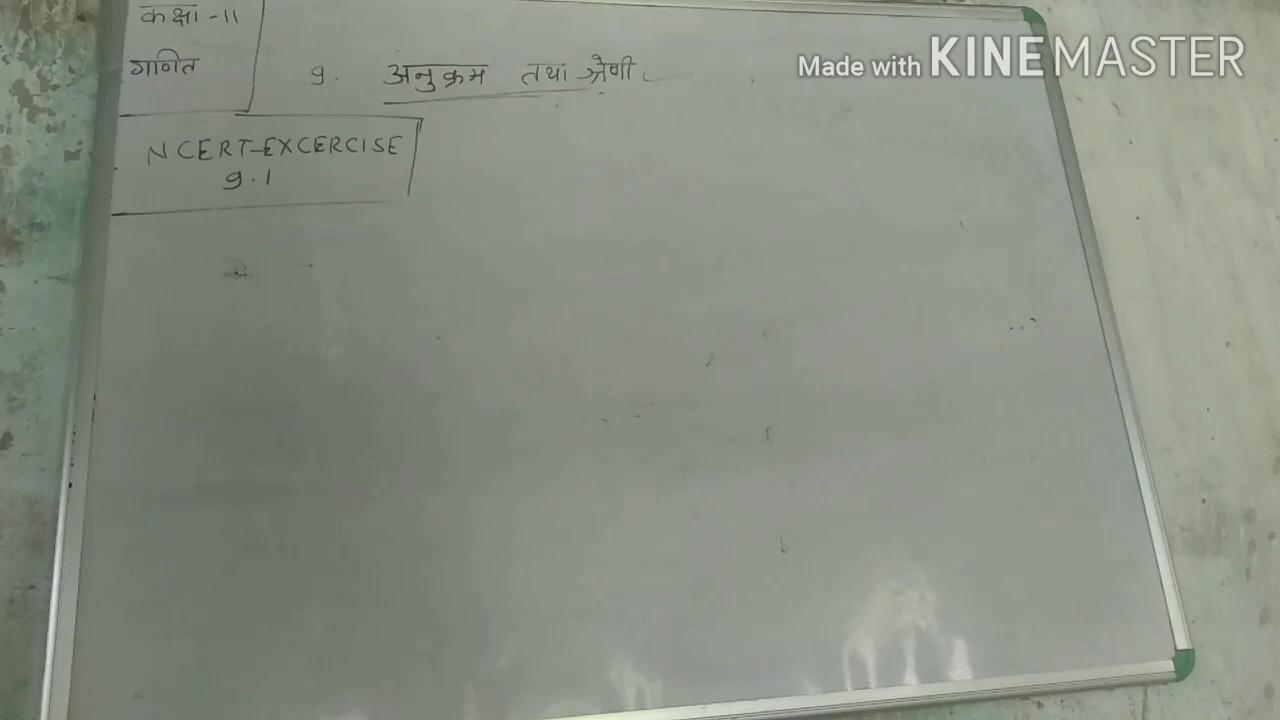 कक्षा -11
गणित
9. अनुक्रम तथा श्रेणी
NCERT-EXCERCISE
9.1
Made with KINEMASTER